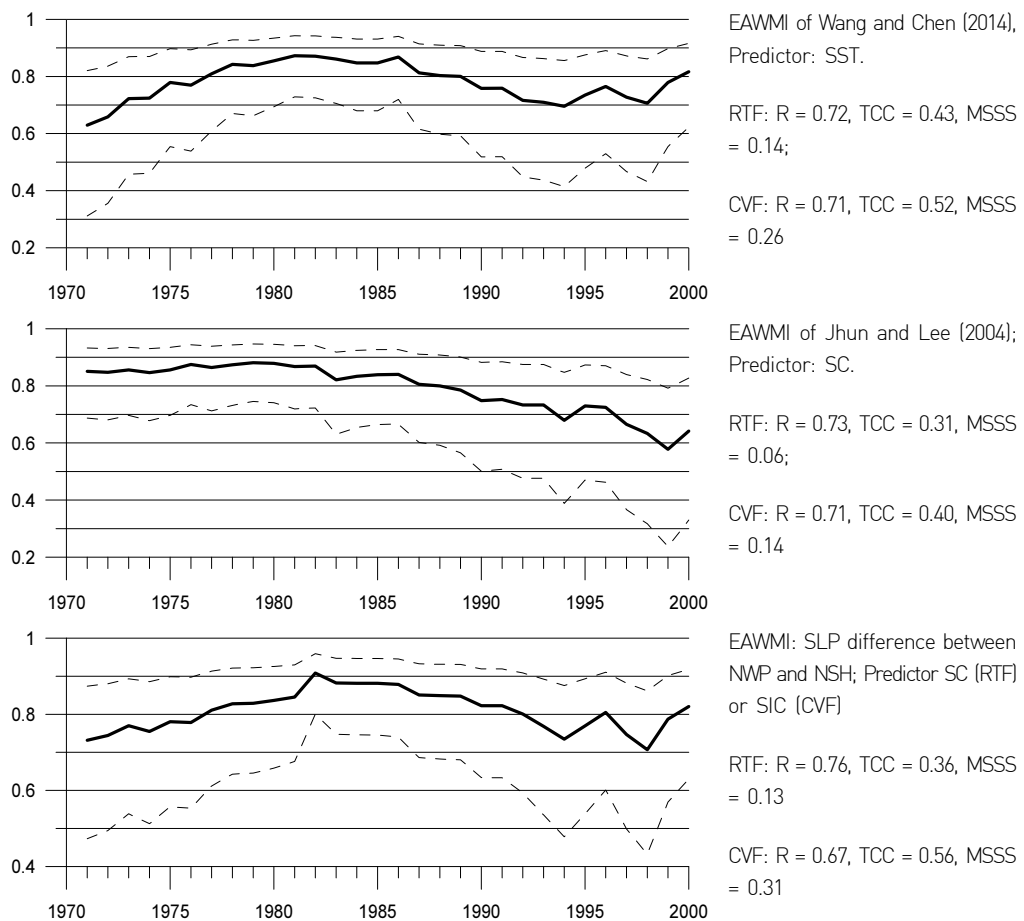 1
0.8
0.6
0.4
0.2
1970 1975 1980 1985 1990 1995 2000
EAWMI of Wang and Chen (2014),
Predictor: SST.
RTF: R = 0.72, TCC = 0.43, MSSS
= 0.14;
CVF: R = 0.71, TCC = 0.52, MSSS
= 0.26
1
0.8
0.6
0.4
0.2
1970 1975 1980 1985 1990 1995 2000
EAWMI of Jhun and Lee (2004);
Predictor: SC.
RTF: R = 0.73, TCC = 0.31, MSSS
= 0.06;
CVF: R = 0.71, TCC = 0.40, MSSS
= 0.14
1
0.8
0.6
0.4
1970 1975 1980 1985 1990 1995 2000
EAWMI: SLP difference between
NWP and NSH; Predictor SC (RTF)
or SIC (CVF)
RTF: R = 0.76, TCC = 0.36, MSSS
= 0.13
CVF: R = 0.67, TCC = 0.56, MSSS
= 0.31